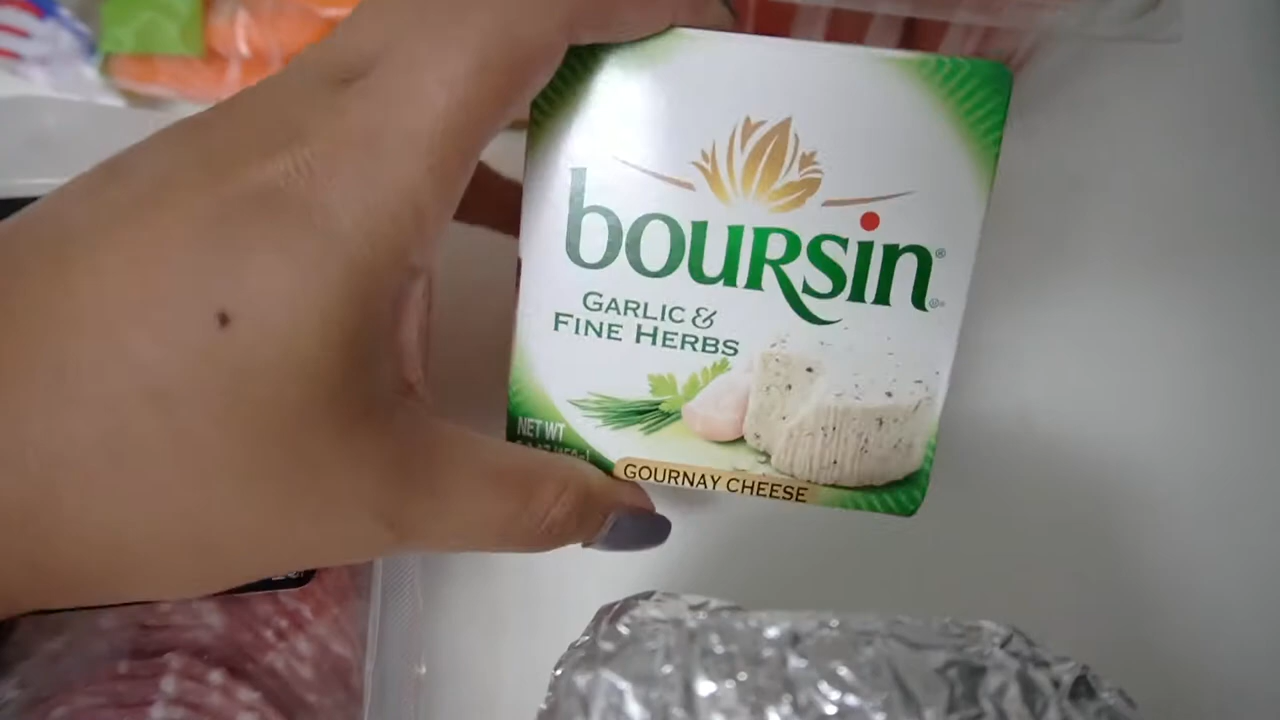 boursin
GARLIC &
FINE HERBS
NET WT
GOURNAY CHEESE